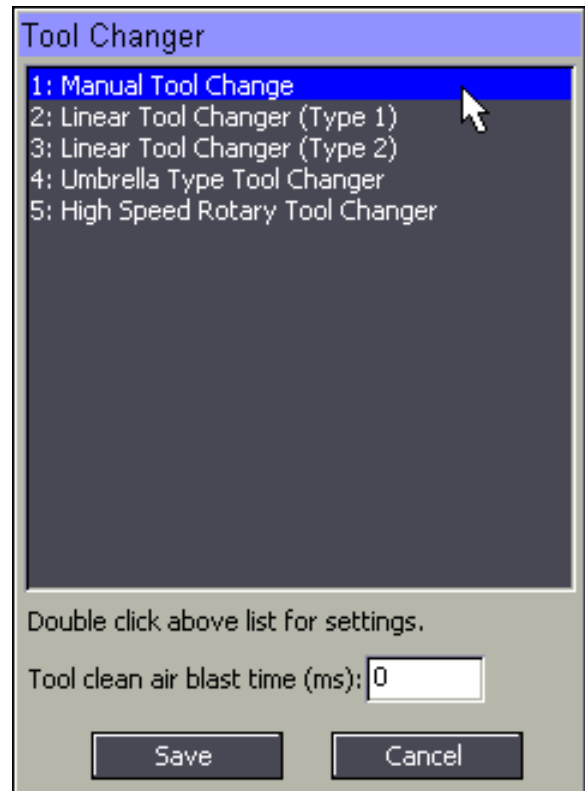 Tool Changer
1: Manual Tool Change
2: Linear Tool Changer (Type 1)
3: Linear Tool Changer (Type 2)
4: Umbrella Type Tool Changer
5: High Speed Rotary Tool Changer
Double click above list for settings.
Tool clean air blast time (ms): 0
Save Cancel